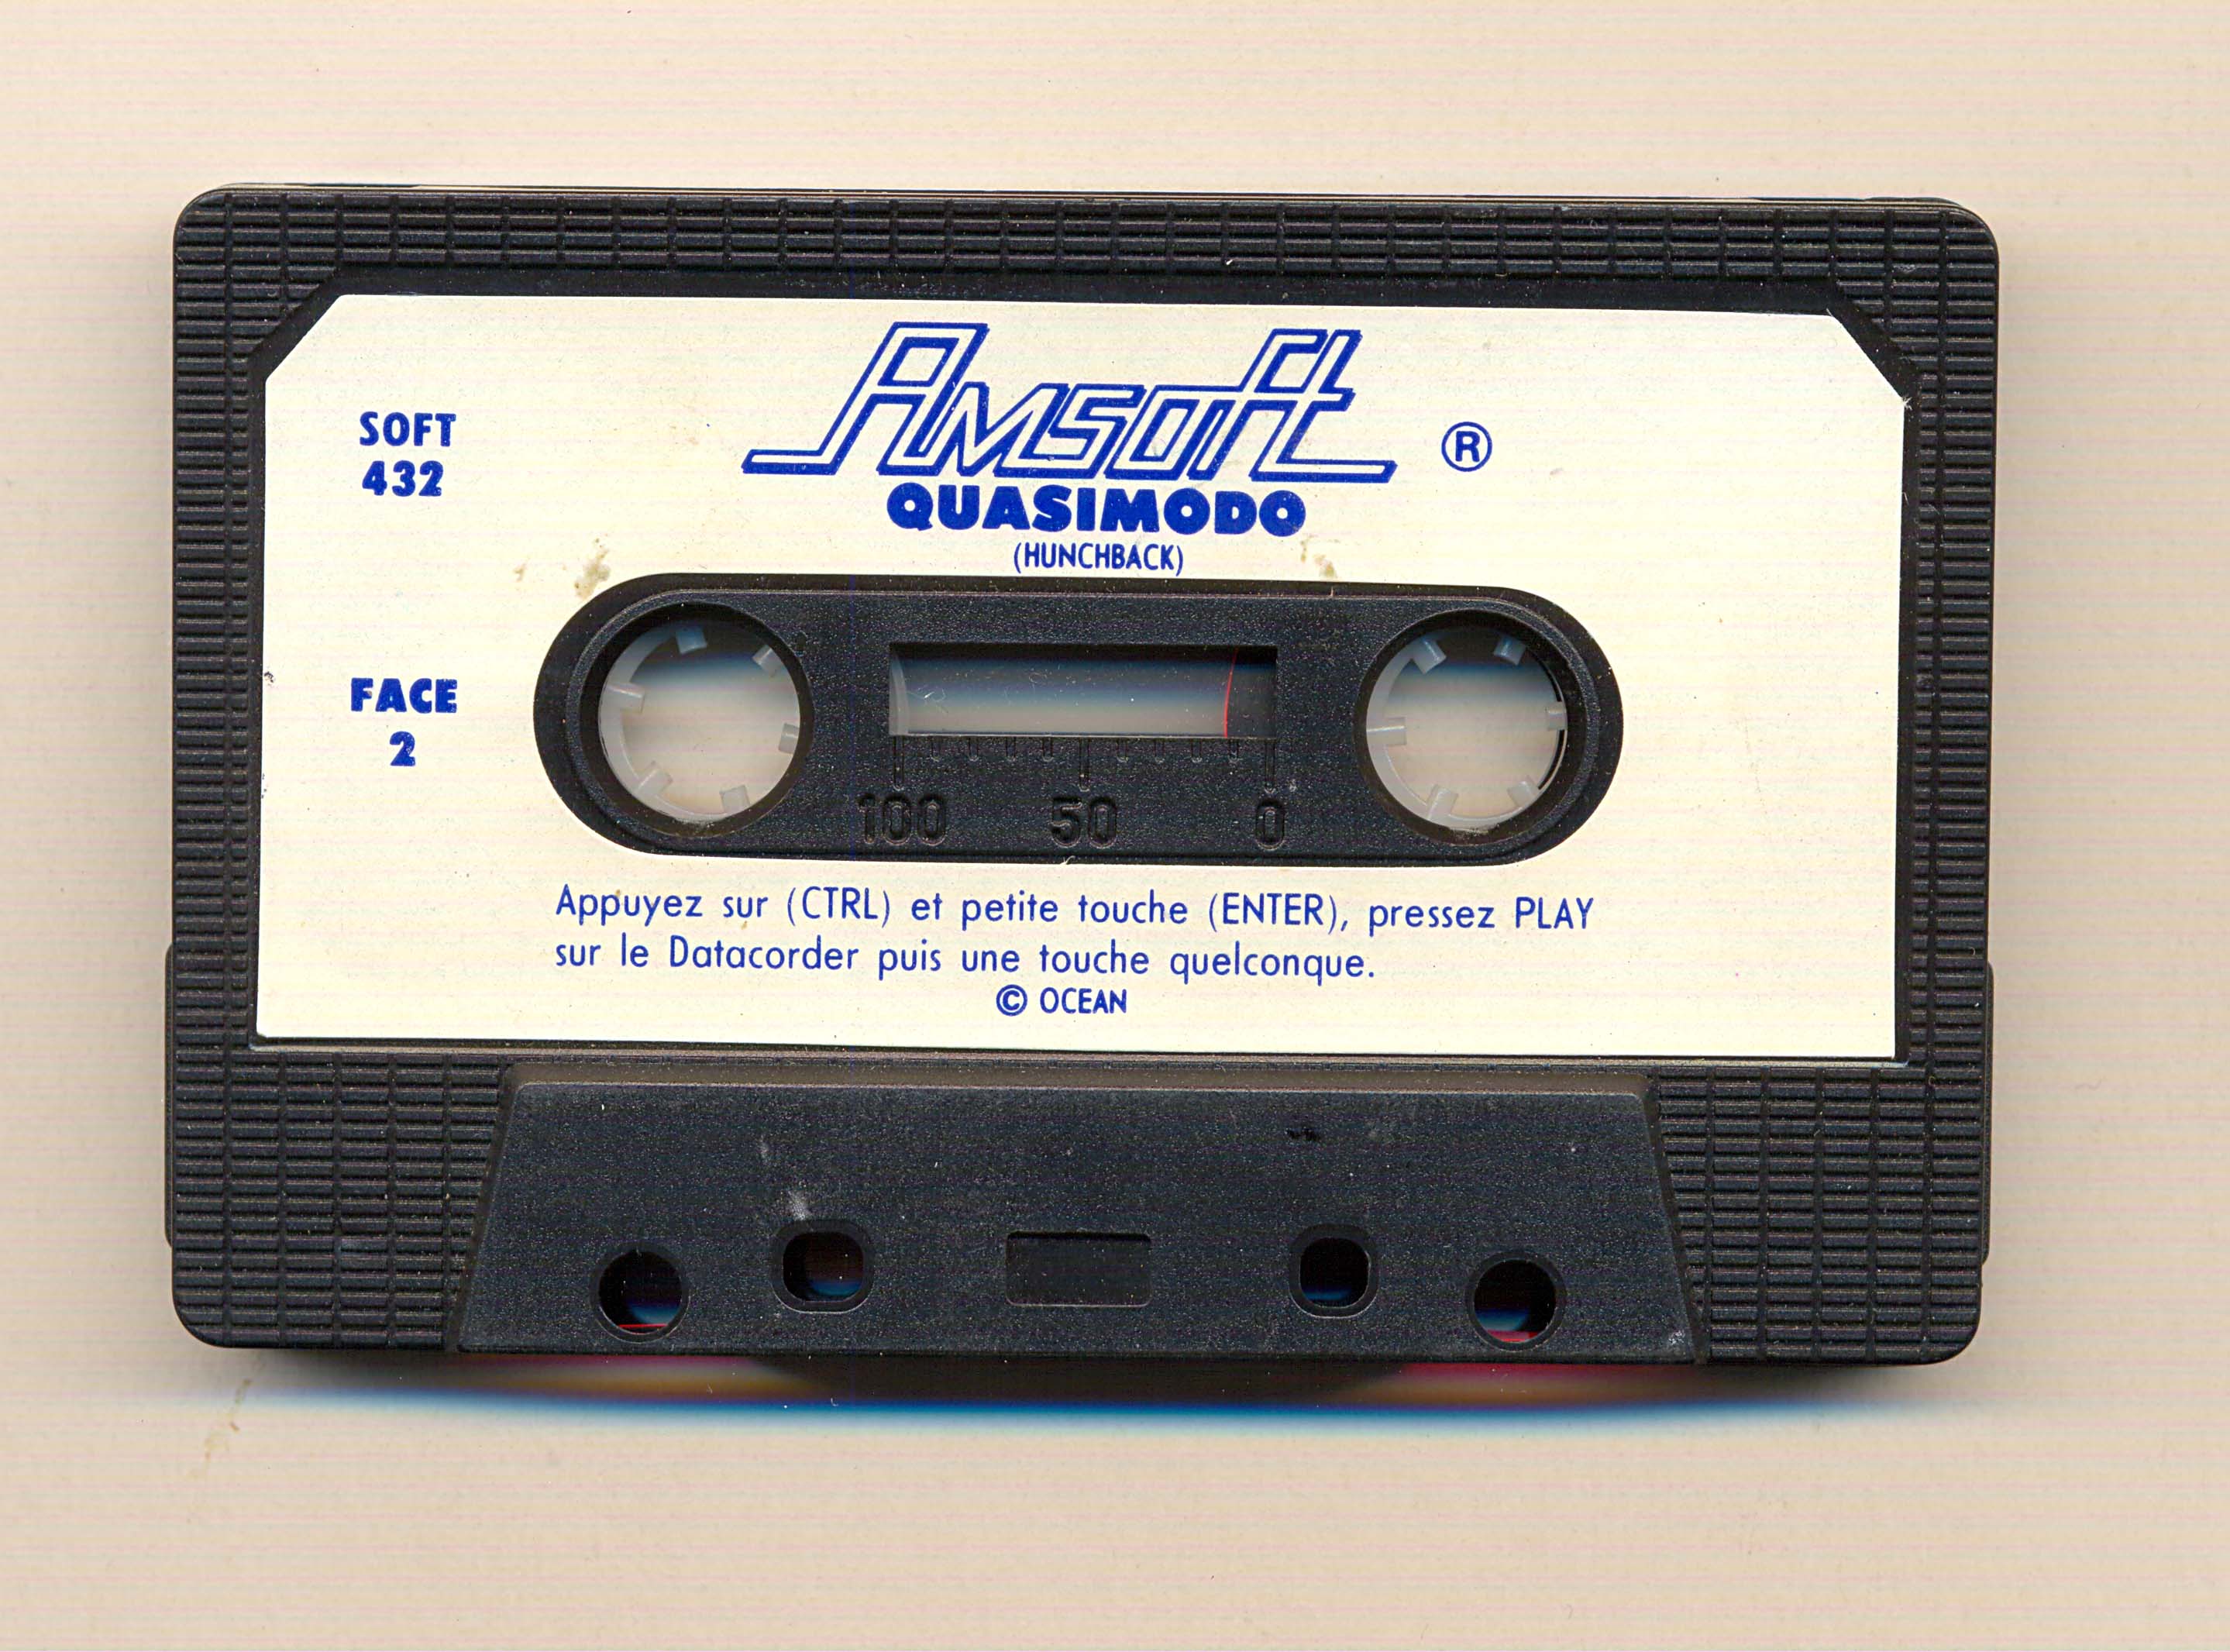 Amsoft ®
QUASIMODO
(HUNCHBACK)
SOFT
432
FACE
2
100 50 0
Appuyez sur (CTRL) et petite touche (ENTER), pressez PLAY
sur le Datacorder puis une touche quelconque.
© OCEAN